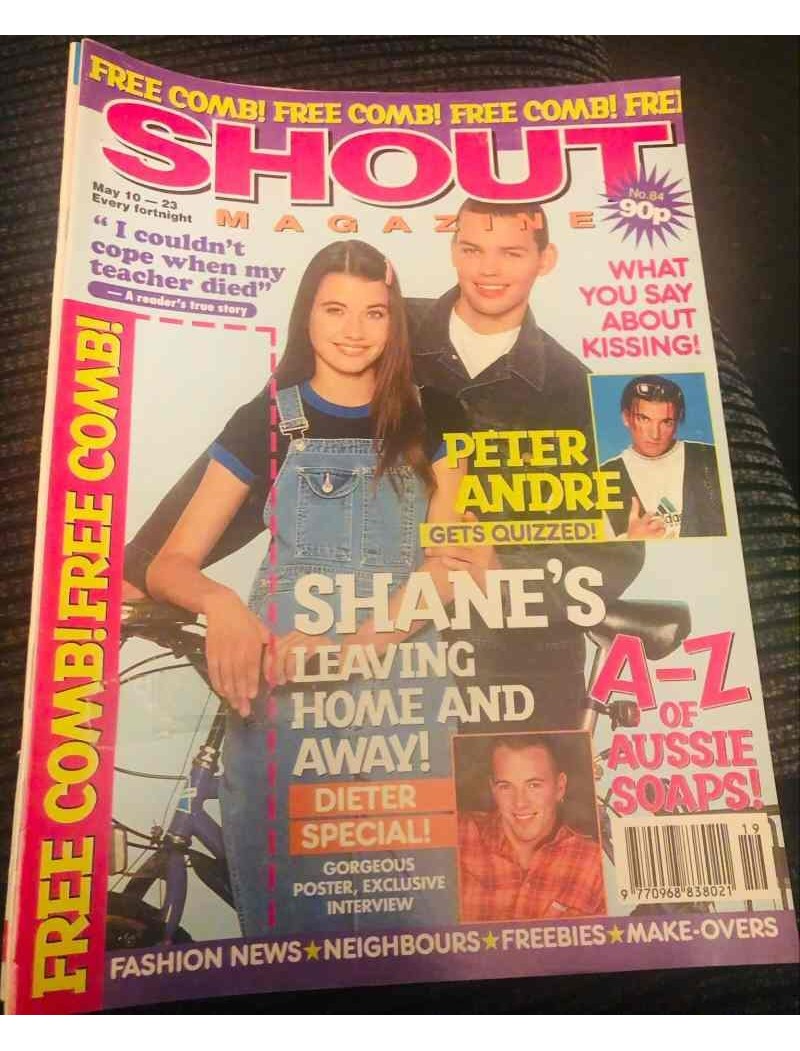 FREE COMB! FREE COMB! FREE COMB! FRE
SHOUT
MAGAZINE
May 10 — 23
Every fortnight
No.84
90p
“ I couldn’t
cope when my
teacher died”
— A reader’s true story
WHAT
YOU SAY
ABOUT
KISSING!
FREE COMB! FREE COMB!
PETER
ANDRE
GETS QUIZZED!
SHANE’S
LEAVING
HOME AND
AWAY!
DIETER
SPECIAL!
GORGEOUS
POSTER, EXCLUSIVE
INTERVIEW
A–Z
OF
AUSSIE
SOAPS!
19
9 770968 838021
FASHION NEWS★NEIGHBOURS★FREEBIES★MAKE-OVERS